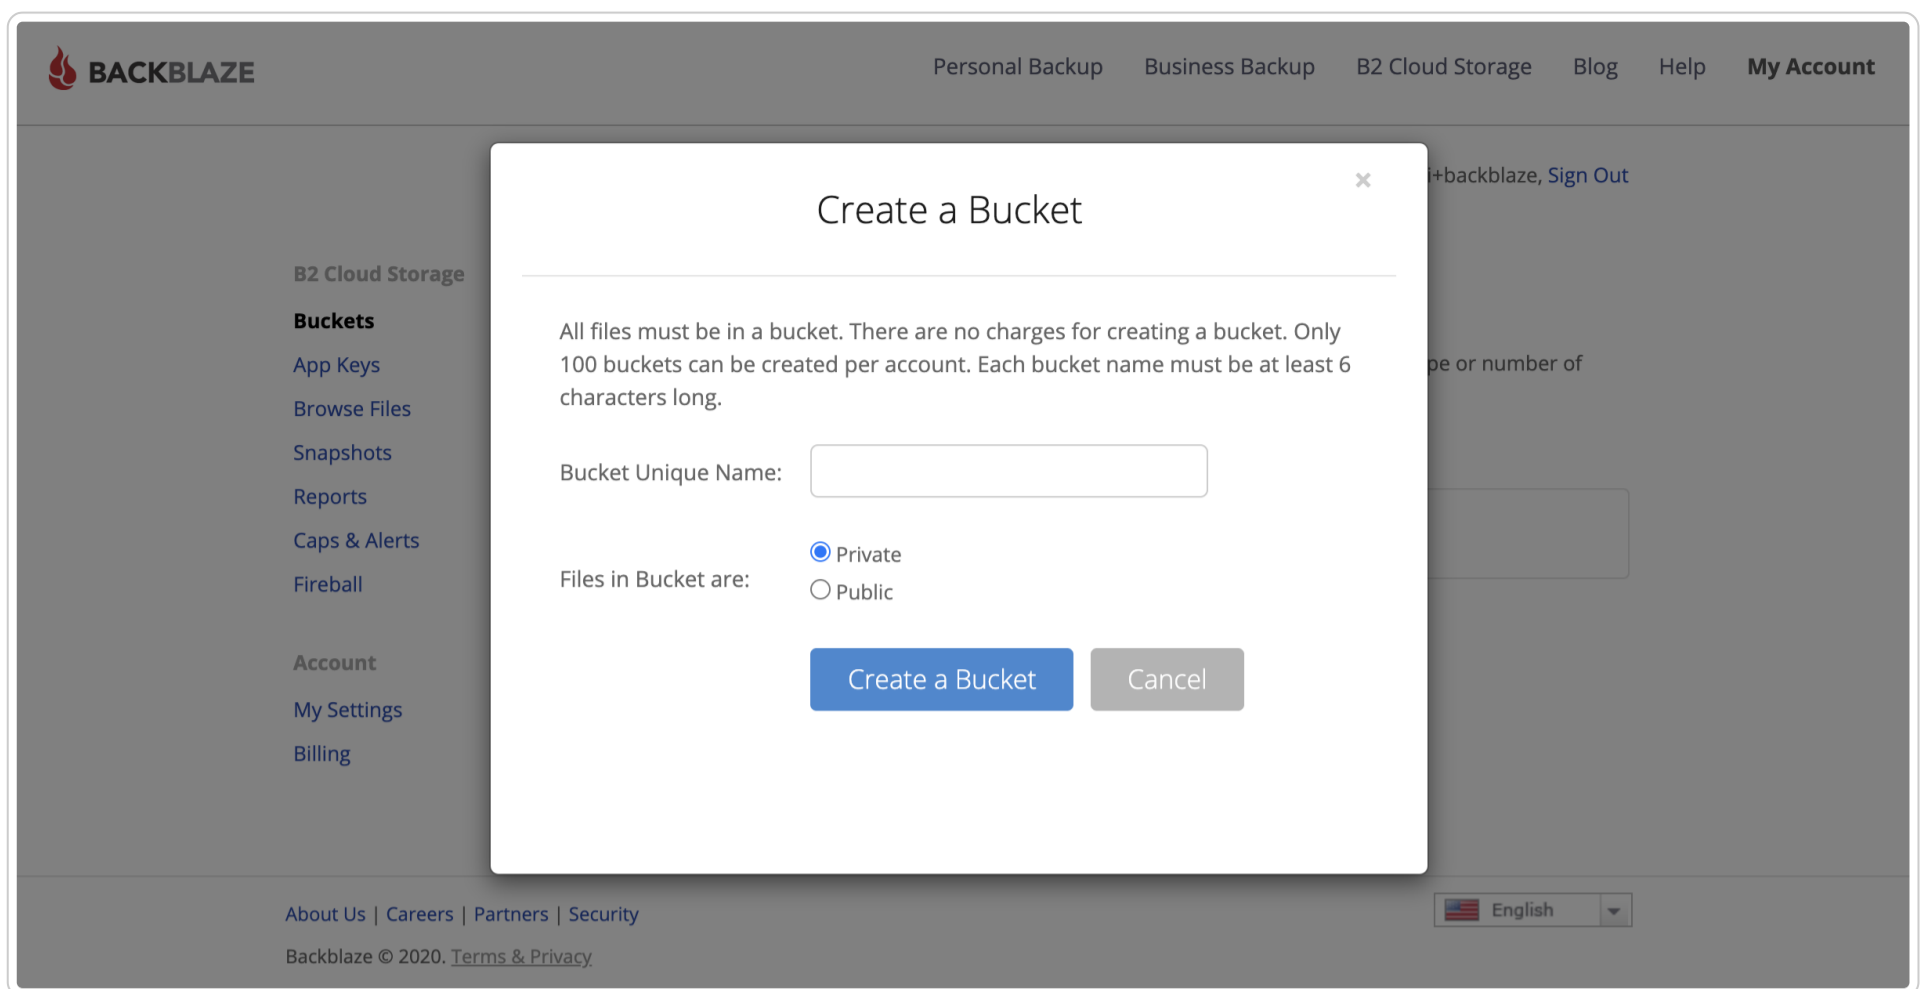 BACKBLAZE
Personal Backup Business Backup B2 Cloud Storage Blog Help My Account
i+backblaze, Sign Out
Create a Bucket
B2 Cloud Storage
Buckets
App Keys
Browse Files
Snapshots
Reports
Caps & Alerts
Fireball
Account
My Settings
Billing
All files must be in a bucket. There are no charges for creating a bucket. Only
100 buckets can be created per account. Each bucket name must be at least 6
characters long.
pe or number of
Bucket Unique Name:
Files in Bucket are:
Private
Public
Create a Bucket Cancel
About Us | Careers | Partners | Security
English
Backblaze © 2020. Terms & Privacy